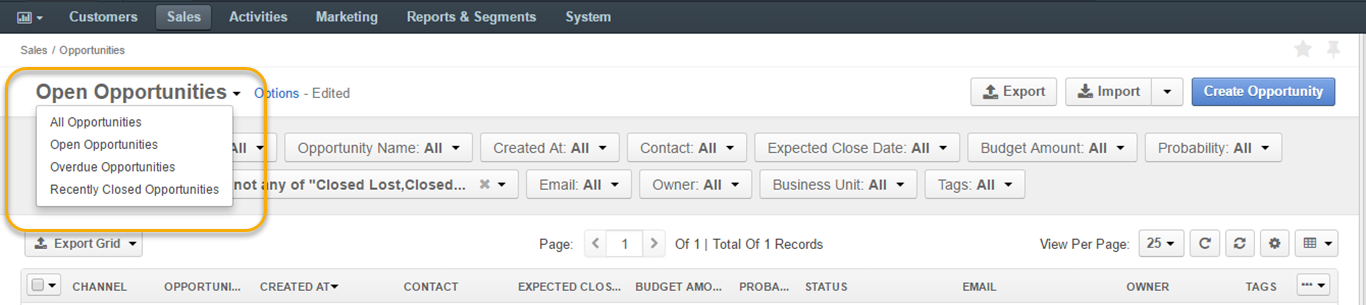 Customers Sales Activities Marketing Reports & Segments System
Sales / Opportunities
Open Opportunities Options - Edited Export Import Create Opportunity
All Opportunities
Open Opportunities
Overdue Opportunities
Recently Closed Opportunities
All Opportunity Name: All Created At: All Contact: All Expected Close Date: All Budget Amount: All Probability: All
not any of "Closed Lost,Closed... Email: All Owner: All Business Unit: All Tags: All
Export Grid Page: 1 Of 1 | Total Of 1 Records View Per Page: 25
CHANNEL OPPORTUNI... CREATED AT CONTACT EXPECTED CLOS... BUDGET AMO... PROBA... STATUS EMAIL OWNER TAGS ...